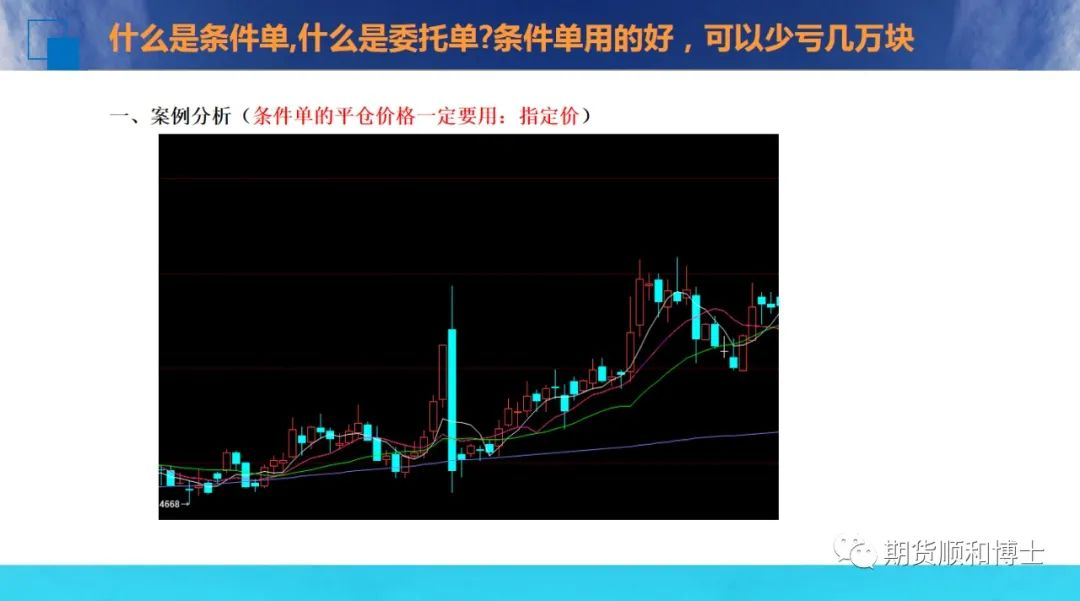 什么是条件单,什么是委托单?条件单用的好，可以少亏几万块
一、案例分析（条件单的平仓价格一定要用：指定价）
4668→
期货顺和博士